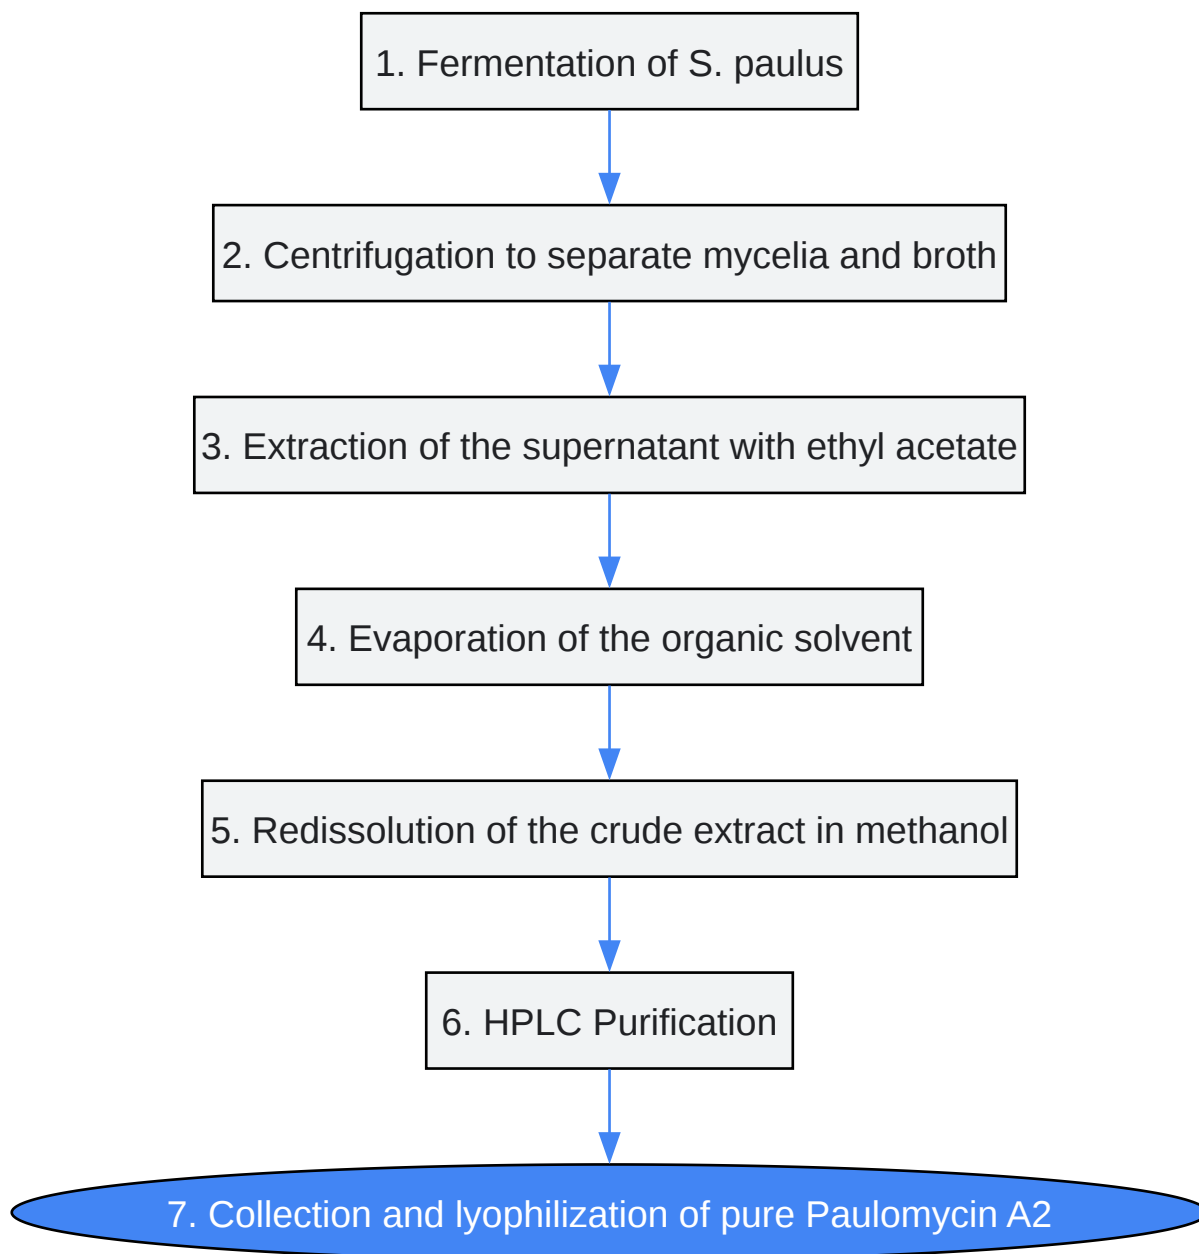 1. Fermentation of S. paulus
2. Centrifugation to separate mycelia and broth
3. Extraction of the supernatant with ethyl acetate
4. Evaporation of the organic solvent
5. Redissolution of the crude extract in methanol
6. HPLC Purification
7. Collection and lyophilization of pure Paulomycin A2